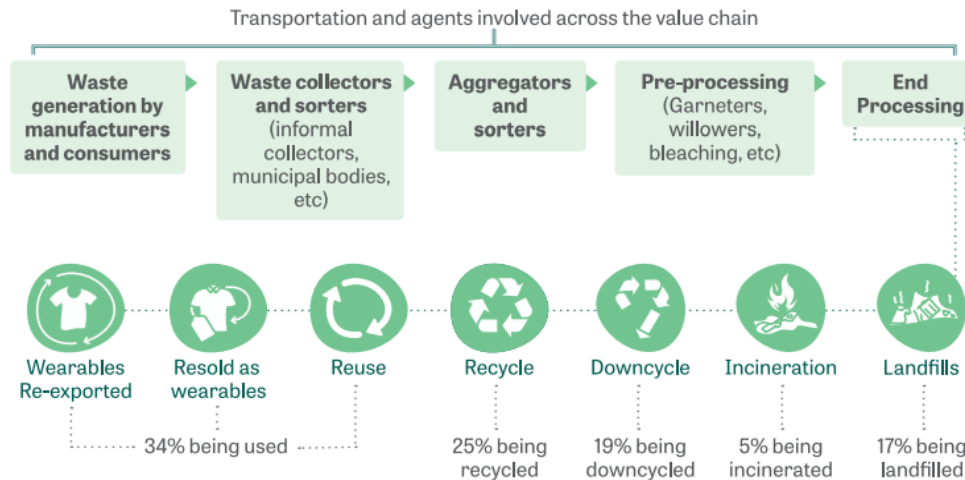 Transportation and agents involved across the value chain
Waste
generation by
manufacturers
and consumers
Waste collectors
and sorters
(informal
collectors,
municipal bodies,
etc)
Aggregators
and
sorters
Pre-processing
(Garneters,
willowers,
bleaching, etc)
End
Processing
Wearables
Re-exported
Resold as
wearables
Reuse
Recycle
Downcycle
Incineration
Landfills
34% being used
25% being
recycled
19% being
downcycled
5% being
incinerated
17% being
landfilled